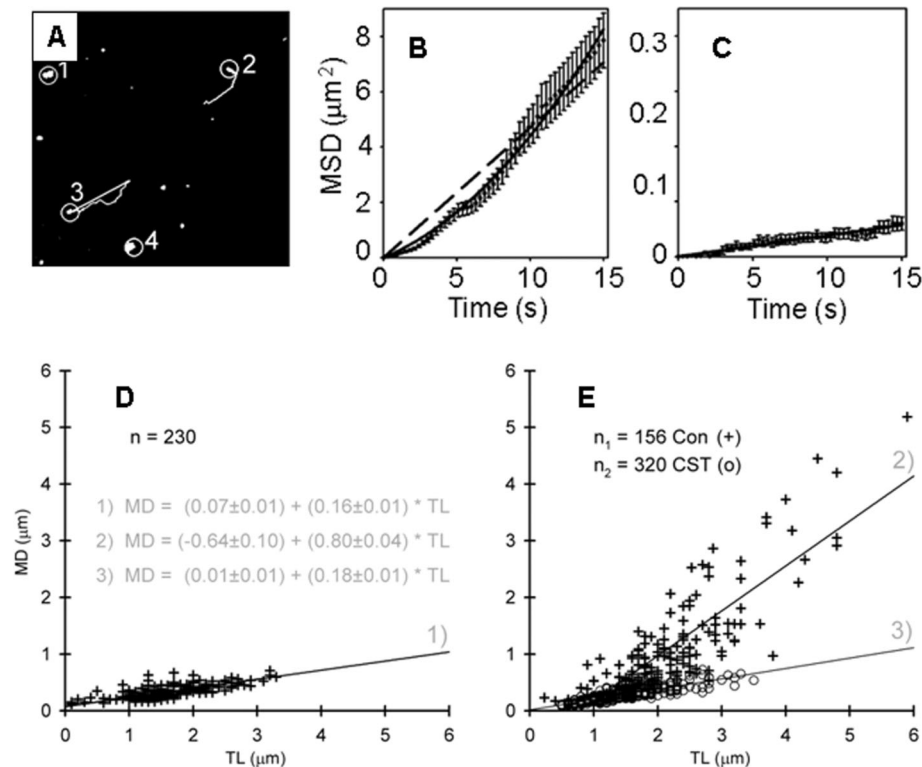 A
1
2
3
4
B
MSD (μm²)
8
6
4
2
0
0 5 10 15
Time (s)
C
0.3
0.2
0.1
0
0 5 10 15
Time (s)
D
n = 230
1) MD = (0.07±0.01) + (0.16±0.01) * TL
2) MD = (-0.64±0.10) + (0.80±0.04) * TL
3) MD = (0.01±0.01) + (0.18±0.01) * TL
1)
MD (μm)
6
5
4
3
2
1
0
0 1 2 3 4 5 6
TL (μm)
E
n₁ = 156 Con (+)
n₂ = 320 CST (o)
2)
3)
6
5
4
3
2
1
0
0 1 2 3 4 5 6
TL (μm)